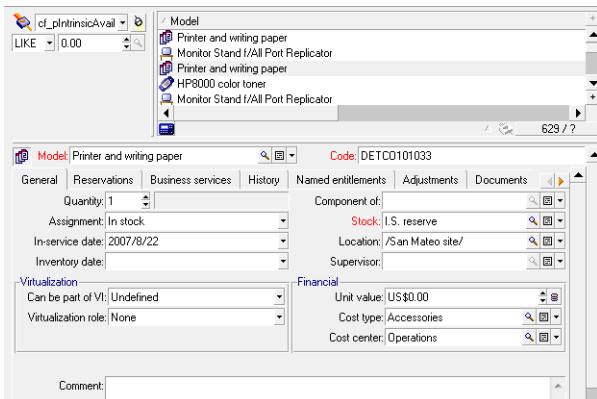 cf_pIntrinsicAvail
LIKE 0.00
Model
Printer and writing paper
Monitor Stand f/All Port Replicator
Printer and writing paper
HP8000 color toner
Monitor Stand f/All Port Replicator
629 / ?
Model: Printer and writing paper Code: DETC0101033
General Reservations Business services History Named entitlements Adjustments Documents
Quantity: 1 Component of:
Assignment: In stock Stock: I.S. reserve
In-service date: 2007/8/22 Location: /San Mateo site/
Inventory date: Supervisor:
Virtualization Financial
Can be part of VI: Undefined Unit value: US$0.00
Virtualization role: None Cost type: Accessories
Cost center: Operations
Comment: